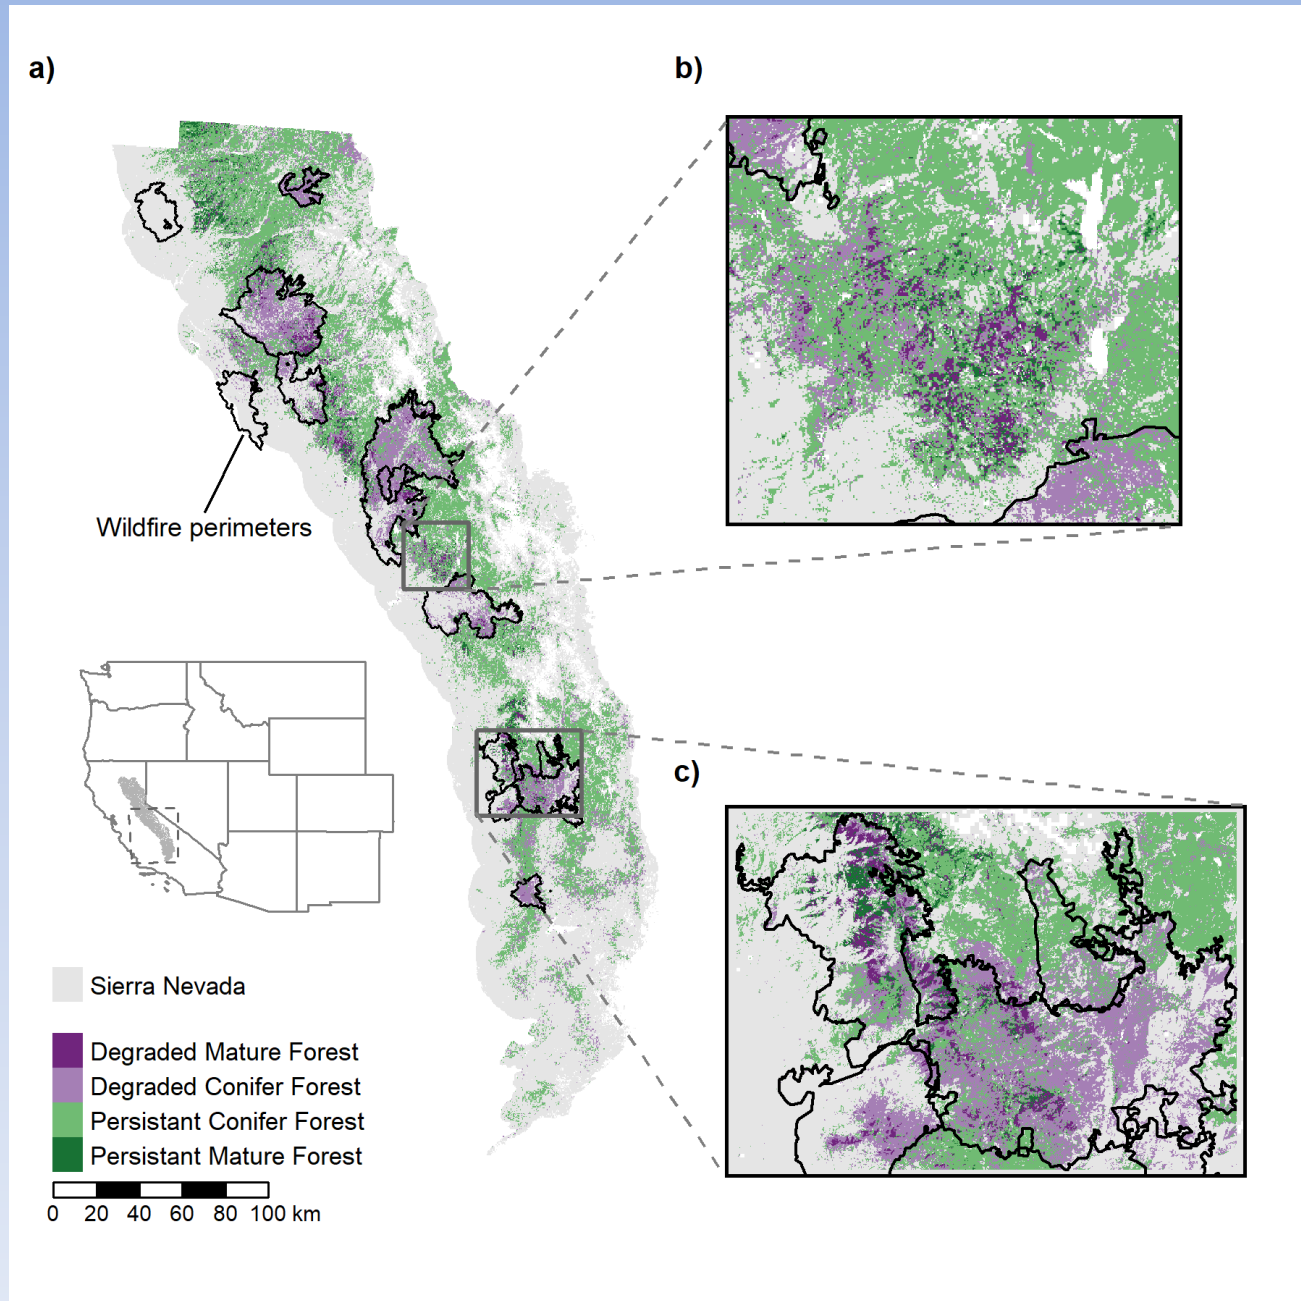 a)
b)
Wildfire perimeters
c)
Sierra Nevada
Degraded Mature Forest
Degraded Conifer Forest
Persistant Conifer Forest
Persistant Mature Forest
0 20 40 60 80 100 km